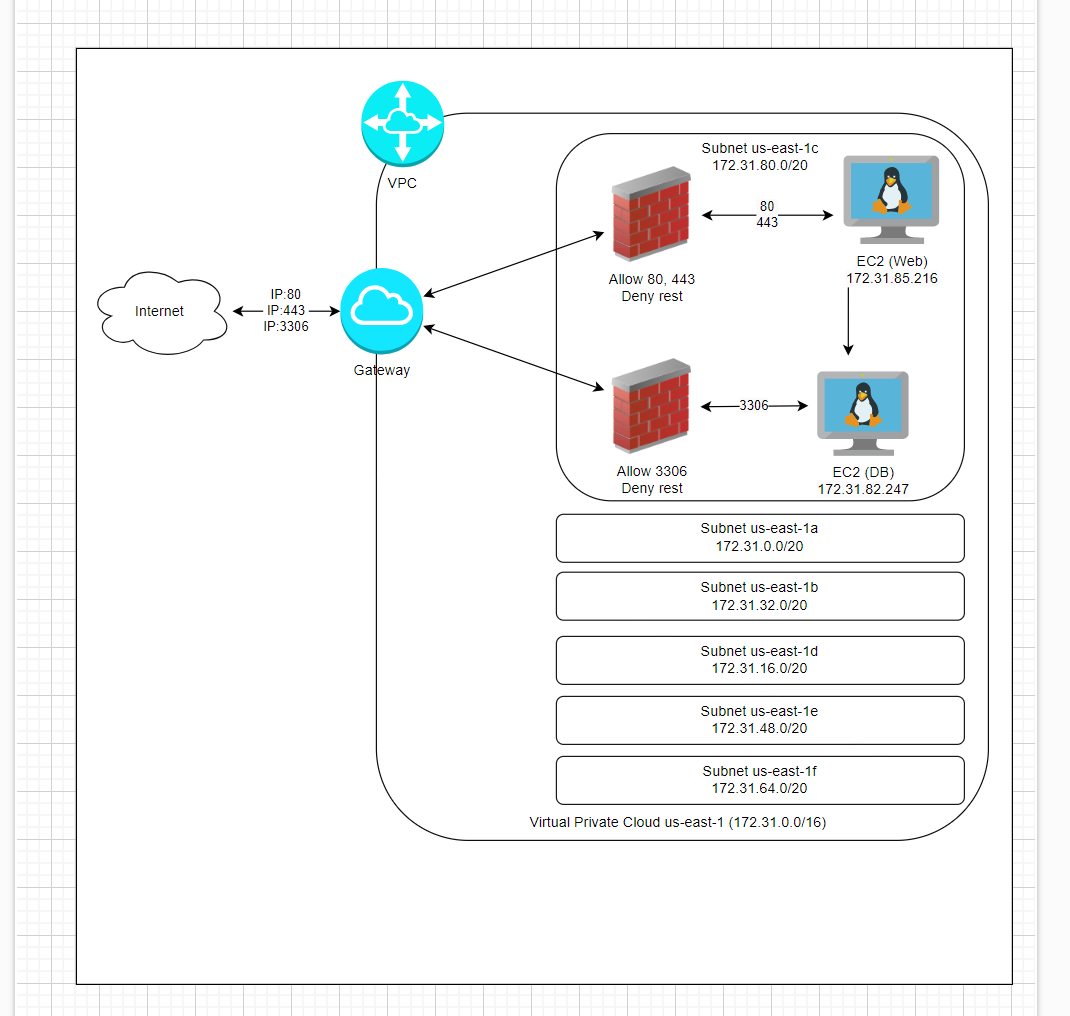 VPC
Subnet us-east-1c
172.31.80.0/20
80
443
Allow 80, 443
Deny rest
EC2 (Web)
172.31.85.216
Internet
IP:80
IP:443
IP:3306
Gateway
3306
Allow 3306
Deny rest
EC2 (DB)
172.31.82.247
Subnet us-east-1a
172.31.0.0/20
Subnet us-east-1b
172.31.32.0/20
Subnet us-east-1d
172.31.16.0/20
Subnet us-east-1e
172.31.48.0/20
Subnet us-east-1f
172.31.64.0/20
Virtual Private Cloud us-east-1 (172.31.0.0/16)